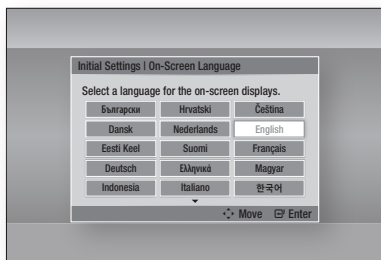 Initial Settings | On-Screen Language
Select a language for the on-screen displays.
Български Hrvatski Čeština
Dansk Nederlands English
Eesti Keel Suomi Français
Deutsch Ελληνικά Magyar
Indonesia Italiano 한국어
Move Enter